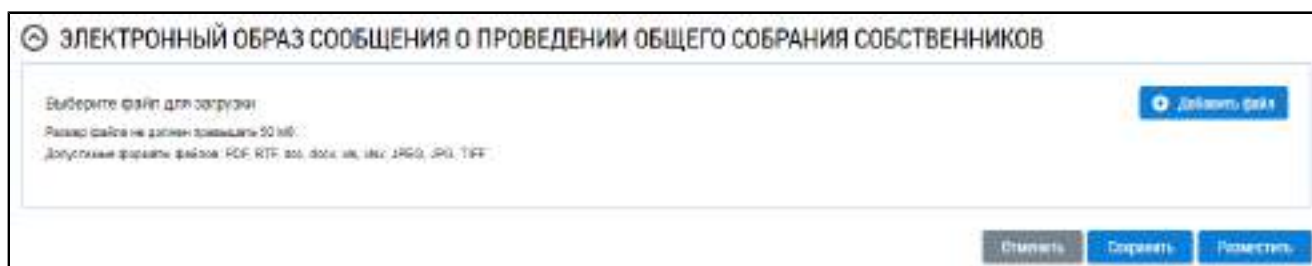 ЭЛЕКТРОННЫЙ ОБРАЗ СООБЩЕНИЯ О ПРОВЕДЕНИИ ОБЩЕГО СОБРАНИЯ СОБСТВЕННИКОВ
Выберите файл для загрузки
Добавить файл
Размер файла не должен превышать 50 Мб
Допустимые форматы файлов: PDF, RTF, doc, docx, xls, xlsx, JPEG, JPG, TIFF
Отменить Сохранить Разместить